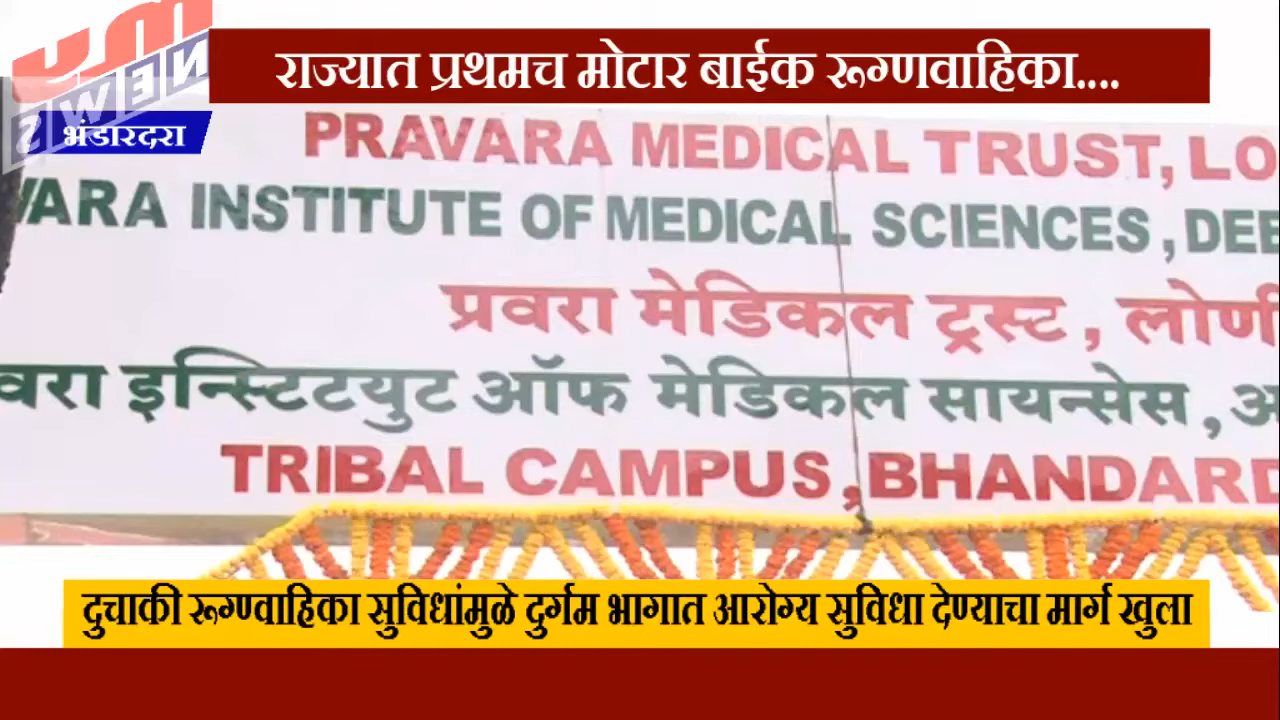 राज्यात प्रथमच मोटार बाईक रूग्णवाहिका....
NEWS
भंडारदरा
PRAVARA MEDICAL TRUST, LO
VARA INSTITUTE OF MEDICAL SCIENCES, DEE
प्रवरा मेडिकल ट्रस्ट, लोणी
वरा इन्स्टिटयुट ऑफ मेडिकल सायन्सेस, अ
TRIBAL CAMPUS, BHANDARD
दुचाकी रूग्ण्वाहिका सुविधांमुळे दुर्गम भागात आरोग्य सुविधा देण्याचा मार्ग खुला